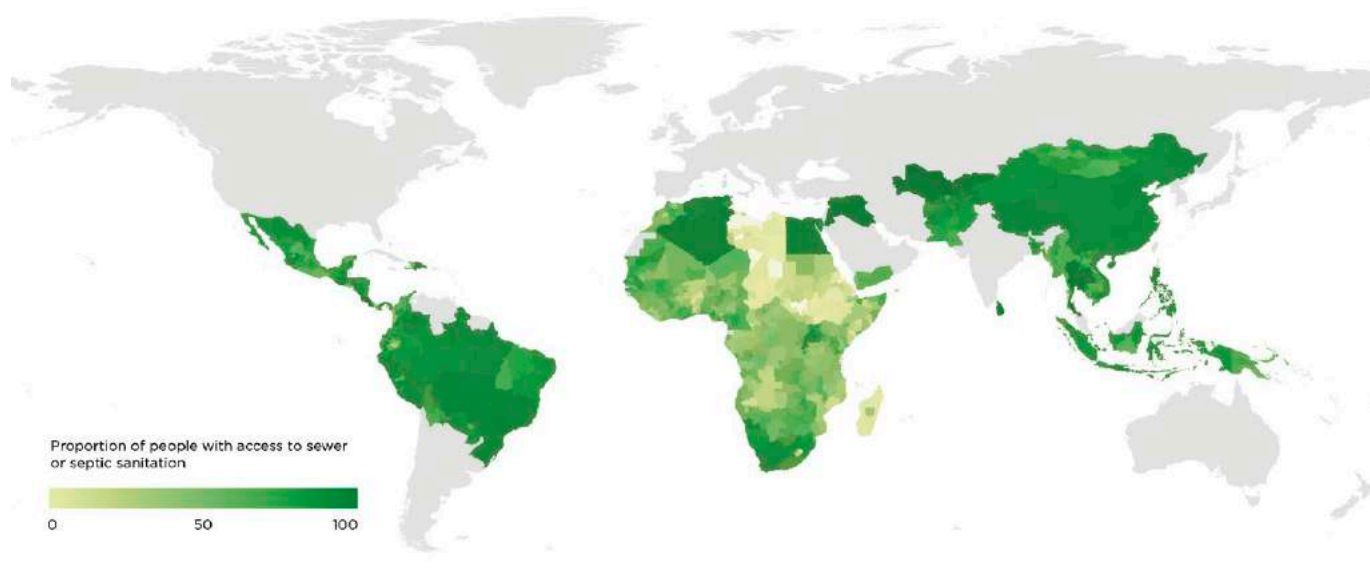 Proportion of people with access to sewer
or septic sanitation
0 50 100